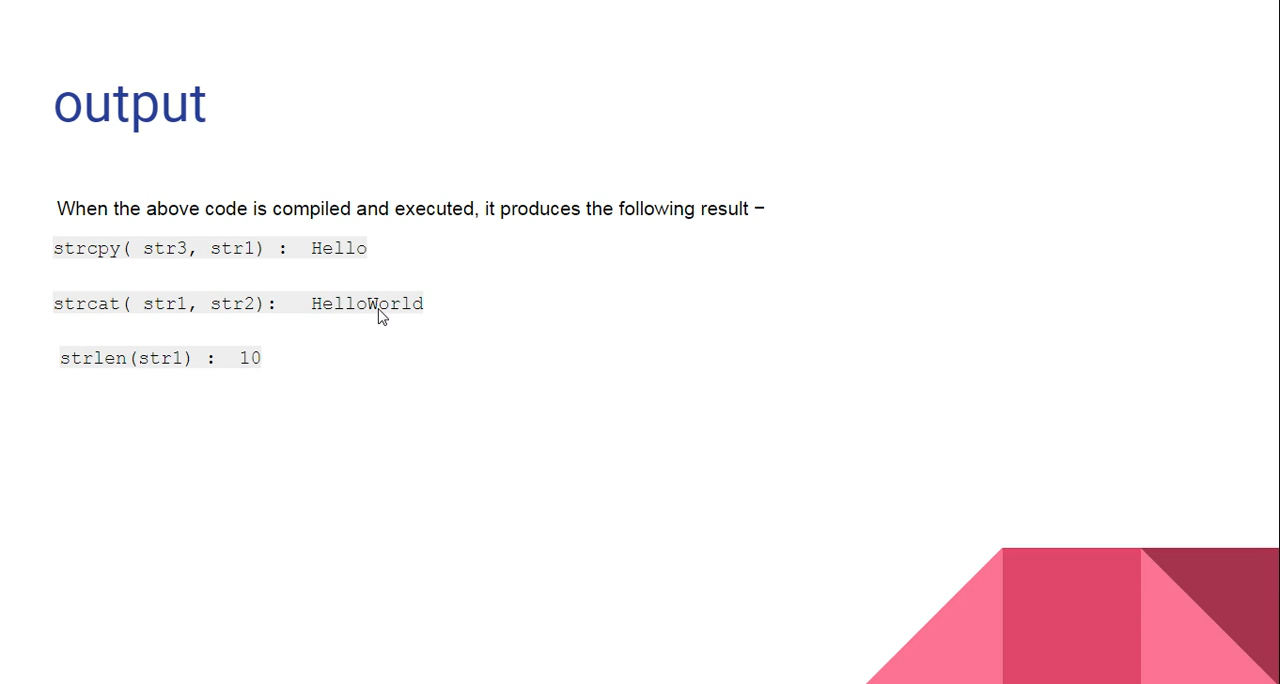 output
When the above code is compiled and executed, it produces the following result −
strcpy( str3, str1) :  Hello
strcat( str1, str2):   HelloWorld
strlen(str1) :  10